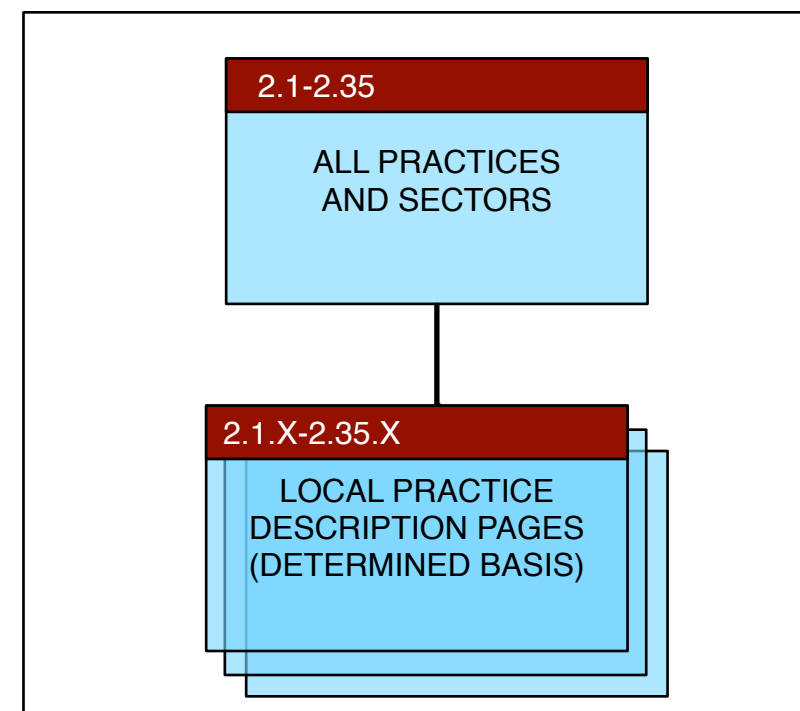 2.1-2.35
ALL PRACTICES
AND SECTORS
2.1.X-2.35.X
LOCAL PRACTICE
DESCRIPTION PAGES
(DETERMINED BASIS)